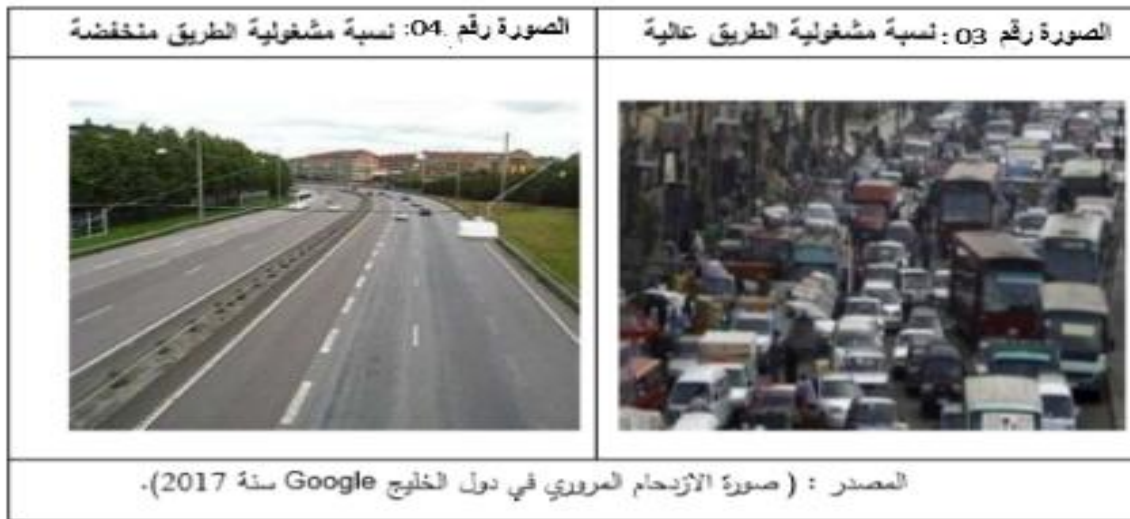 الصورة رقم 03: نسبة مشغولية الطريق عالية
الصورة رقم 04: نسبة مشغولية الطريق منخفضة
المصدر : ( صورة الازدحام المروري في دول الخليج Google سنة 2017).